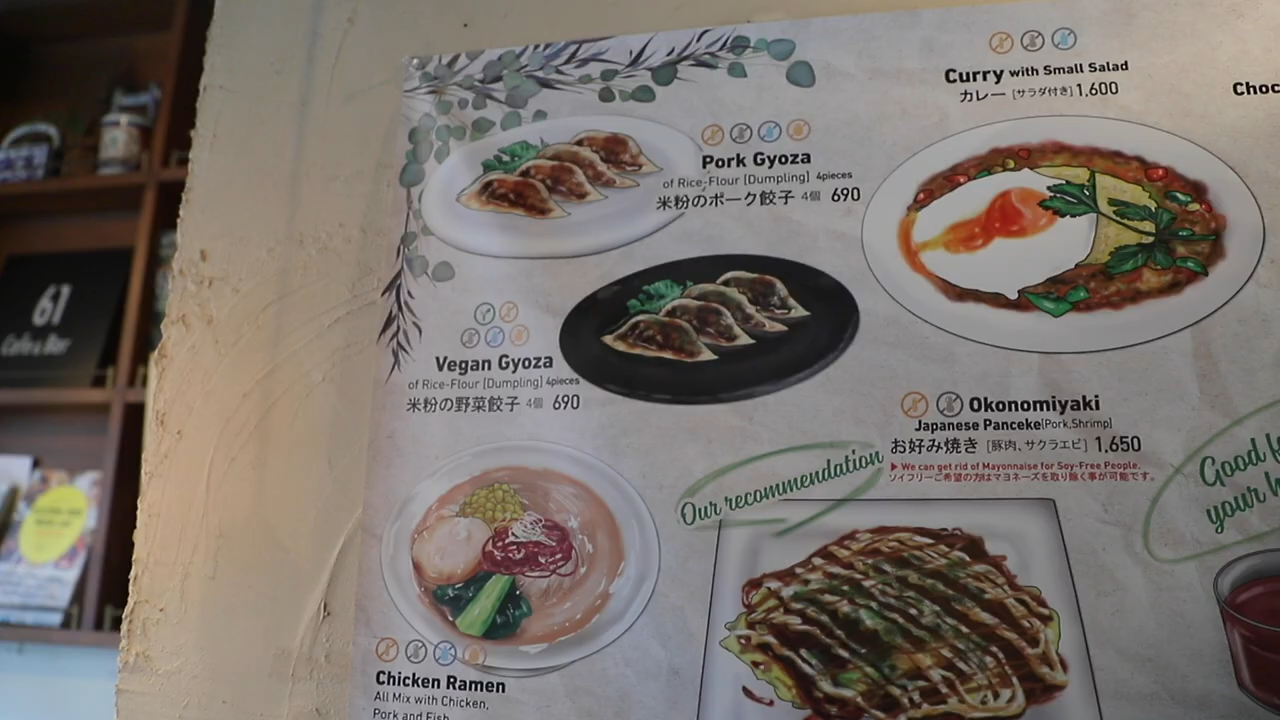 61
Cafe & Bar
Curry with Small Salad
カレー [サラダ付き] 1,600
Choc
Pork Gyoza
of Rice-Flour [Dumpling] 4pieces
米粉のポーク餃子 4個 690
Vegan Gyoza
of Rice-Flour [Dumpling] 4pieces
米粉の野菜餃子 4個 690
Okonomiyaki
Japanese Panceke[Pork,Shrimp]
お好み焼き [豚肉、サクラエビ] 1,650
▶ We can get rid of Mayonnaise for Soy-Free People.
ソイフリーご希望の方はマヨネーズを取り除く事が可能です。
Our recommendation
Good f
your h
Chicken Ramen
All Mix with Chicken,
Pork and Fish